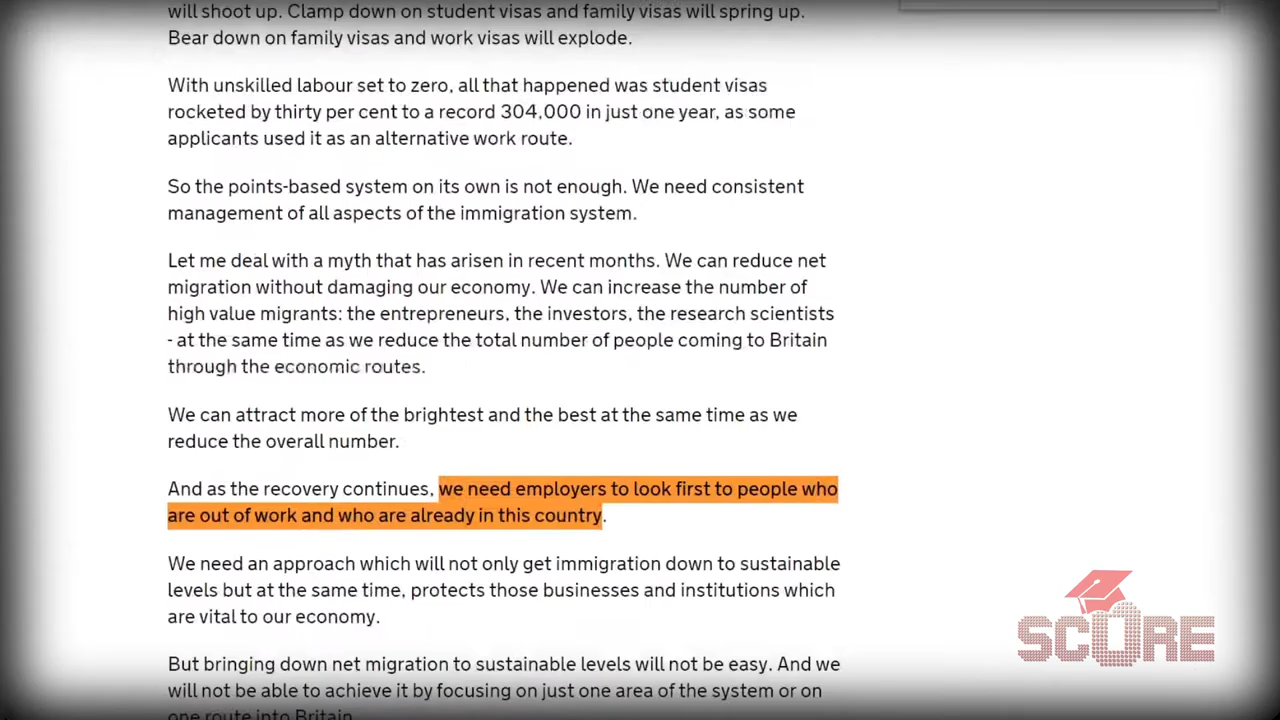 will shoot up. Clamp down on student visas and family visas will spring up.
Bear down on family visas and work visas will explode.
With unskilled labour set to zero, all that happened was student visas
rocketed by thirty per cent to a record 304,000 in just one year, as some
applicants used it as an alternative work route.
So the points-based system on its own is not enough. We need consistent
management of all aspects of the immigration system.
Let me deal with a myth that has arisen in recent months. We can reduce net
migration without damaging our economy. We can increase the number of
high value migrants: the entrepreneurs, the investors, the research scientists
- at the same time as we reduce the total number of people coming to Britain
through the economic routes.
We can attract more of the brightest and the best at the same time as we
reduce the overall number.
And as the recovery continues, we need employers to look first to people who
are out of work and who are already in this country.
We need an approach which will not only get immigration down to sustainable
levels but at the same time, protects those businesses and institutions which
are vital to our economy.
But bringing down net migration to sustainable levels will not be easy. And we
will not be able to achieve it by focusing on just one area of the system or on
one route into Britain.
SCORE